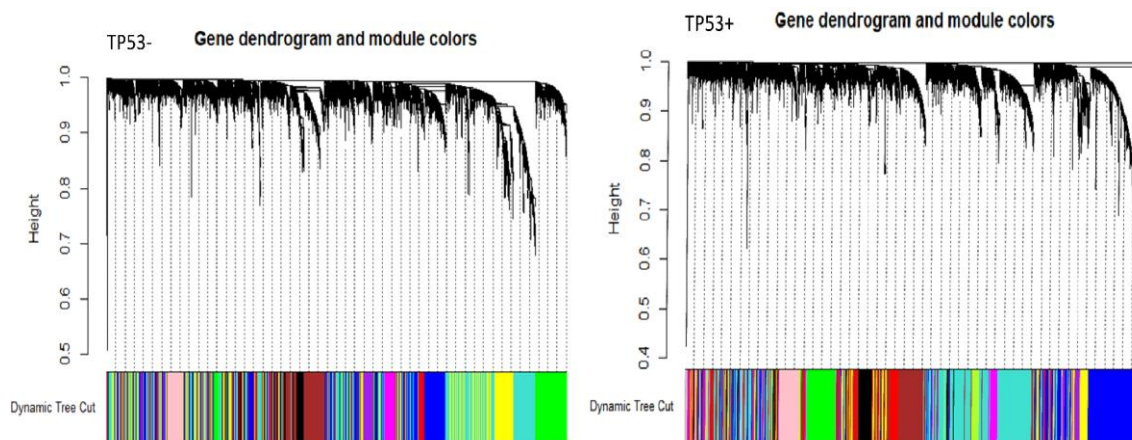 TP53-
Gene dendrogram and module colors
Height
1.0
0.9
0.8
0.7
0.6
0.5
Dynamic Tree Cut
TP53+
Gene dendrogram and module colors
Height
1.0
0.9
0.8
0.7
0.6
0.5
0.4
Dynamic Tree Cut